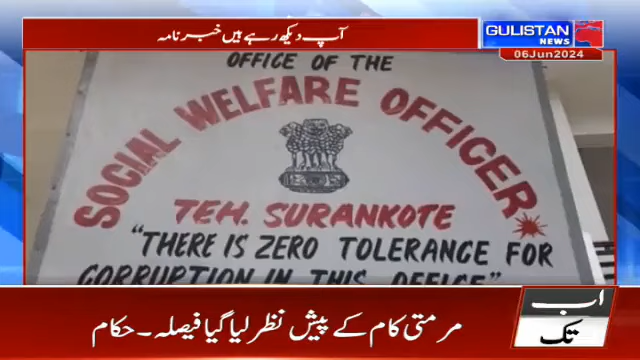 آپ دیکھ رہے ہیں خبرنامہ
GULISTAN
NEWS
06Jun2024
OFFICE OF THE
SOCIAL WELFARE OFFICER
TEH. SURANKOTE
"THERE IS ZERO TOLERANCE FOR
CORRUPTION IN THIS OFFICE"
اب
تک
مرمتی کام کے پیش نظر لیا گیا فیصلہ۔حکام